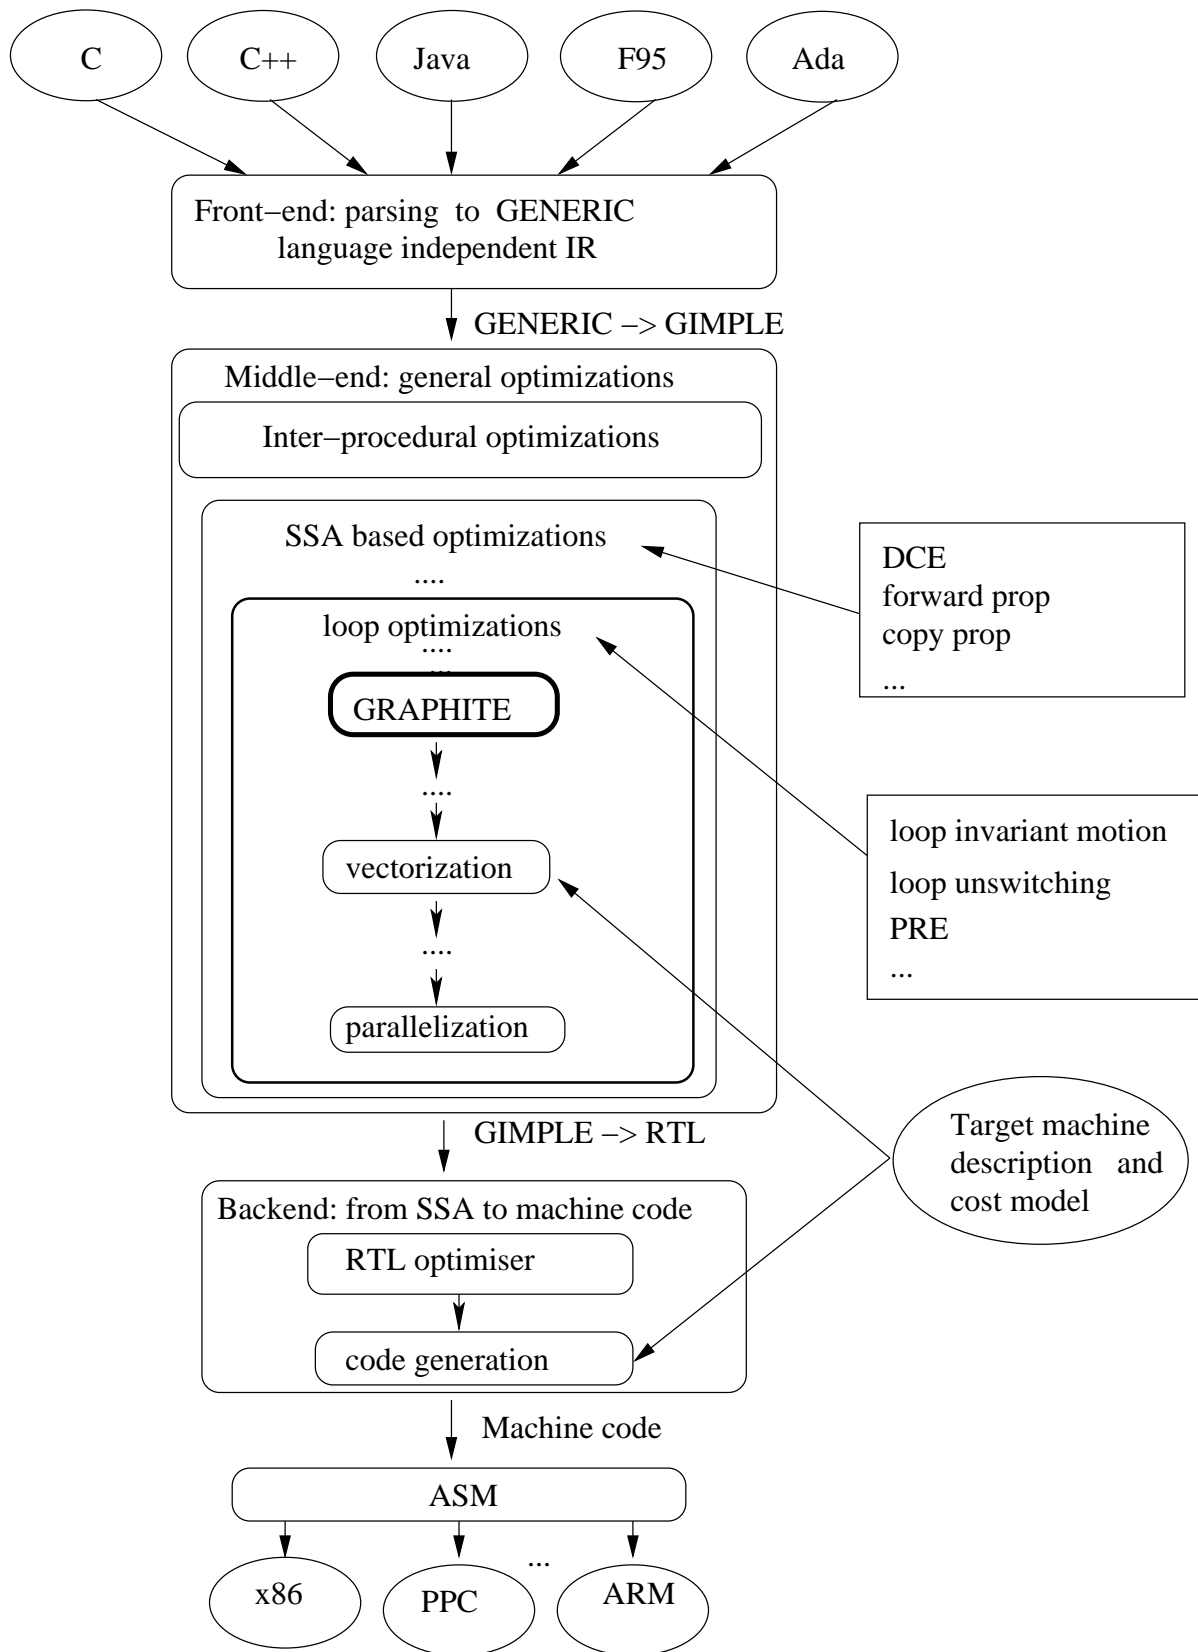 C
C++
Java
F95
Ada
Front−end: parsing to GENERIC
language independent IR
GENERIC −> GIMPLE
Middle−end: general optimizations
Inter−procedural optimizations
SSA based optimizations
....
loop optimizations
....
...
GRAPHITE
....
vectorization
....
parallelization
DCE
forward prop
copy prop
...
loop invariant motion
loop unswitching
PRE
...
Target machine
description and
cost model
GIMPLE −> RTL
Backend: from SSA to machine code
RTL optimiser
code generation
Machine code
ASM
x86
PPC
...
ARM